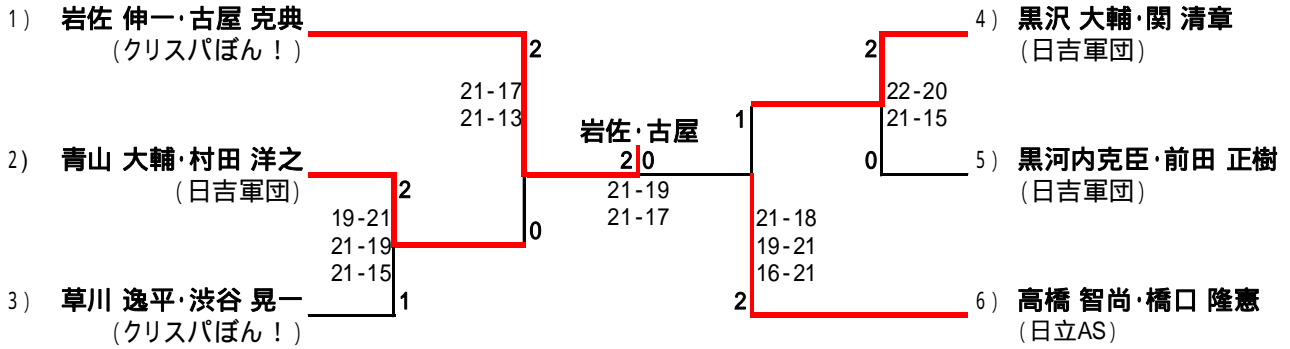 1) 岩佐 伸一・古屋 克典
(クリスパぼん！)
2
21-17
21-13
2) 青山 大輔・村田 洋之
(日吉軍団)
2
19-21
21-19
21-15
0
3) 草川 逸平・渋谷 晃一
(クリスパぼん！)
1
岩佐・古屋
2 0
21-19
21-17
4) 黒沢 大輔・関 清章
(日吉軍団)
2
22-20
21-15
1
0
5) 黒河内克臣・前田 正樹
(日吉軍団)
21-18
19-21
16-21
2
6) 高橋 智尚・橋口 隆憲
(日立AS)